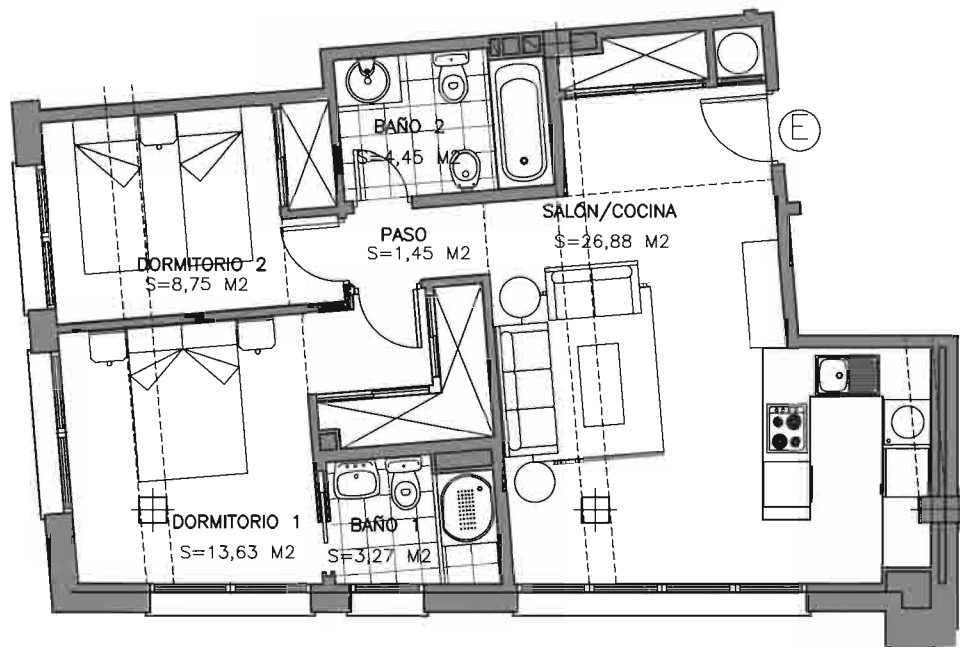 BAÑO 2
S=4,45 M2
E
SALÓN/COCINA
S=26,88 M2
PASO
S=1,45 M2
DORMITORIO 2
S=8,75 M2
DORMITORIO 1
S=13,63 M2
BAÑO 1
S=3,27 M2